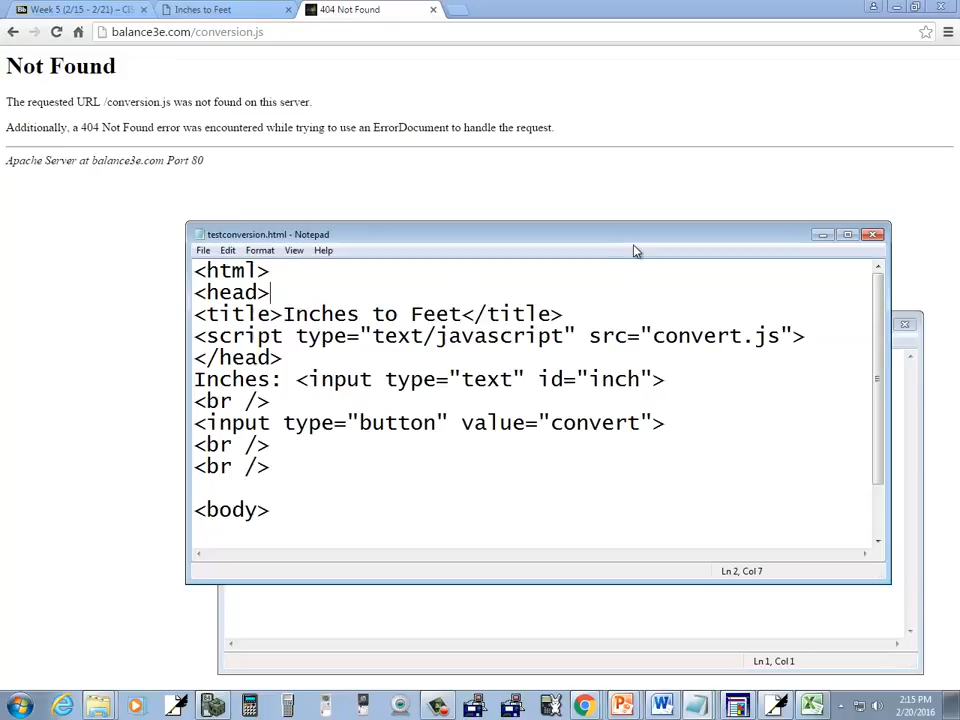 Week 5 (2/15 - 2/21) – CIS
Inches to Feet
404 Not Found
balance3e.com/conversion.js
Not Found
The requested URL /conversion.js was not found on this server.
Additionally, a 404 Not Found error was encountered while trying to use an ErrorDocument to handle the request.
Apache Server at balance3e.com Port 80
testconversion.html - Notepad
File Edit Format View Help
<html>
<head>
<title>Inches to Feet</title>
<script type="text/javascript" src="convert.js">
</head>
Inches: <input type="text" id="inch">
<br />
<input type="button" value="convert">
<br />
<br />
<body>
Ln 2, Col 7
Ln 1, Col 1
2:15 PM
2/20/2016